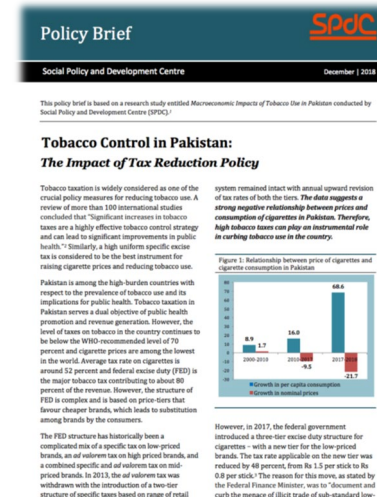 Policy Brief
SPDC
Social Policy and Development Centre
December | 2018
This policy brief is based on a research study entitled Macroeconomic Impacts of Tobacco Use in Pakistan conducted by
Social Policy and Development Centre (SPDC).¹
Tobacco Control in Pakistan:
The Impact of Tax Reduction Policy
Tobacco taxation is widely considered as one of the
crucial policy measures for reducing tobacco use. A
review of more than 100 international studies
concluded that "Significant increases in tobacco
taxes are a highly effective tobacco control strategy
and can lead to significant improvements in public
health."² Similarly, a high uniform specific excise
tax is considered to be the best instrument for
raising cigarette prices and reducing tobacco use.
Pakistan is among the high-burden countries with
respect to the prevalence of tobacco use and its
implications for public health. Tobacco taxation in
Pakistan serves a dual objective of public health
promotion and revenue generation. However, the
level of taxes on tobacco in the country continues to
be below the WHO-recommended level of 70
percent and cigarette prices are among the lowest
in the world. Average tax rate on cigarettes is
around 52 percent and federal excise duty (FED) is
the major tobacco tax contributing to about 80
percent of the revenue. However, the structure of
FED is complex and is based on price-tiers that
favour cheaper brands, which leads to substitution
among brands by the consumers.
The FED structure has historically been a
complicated mix of a specific tax on low-priced
brands, an ad valorem tax on high priced brands, and
a combined specific and ad valorem tax on mid-
priced brands. In 2013, the ad valorem tax was
withdrawn with the introduction of a two-tier
structure of specific taxes based on range of retail
system remained intact with annual upward revision
of tax rates of both the tiers. The data suggests a
strong negative relationship between prices and
consumption of cigarettes in Pakistan. Therefore,
high tobacco taxes can play an instrumental role
in curbing tobacco use in the country.
Figure 1: Relationship between price of cigarettes and
cigarette consumption in Pakistan
80
70
60
50
40
30
20
10
0
-10
-20
-30
8.9
1.7
16.0
-9.5
68.6
-21.7
2000-2010
2010-2017
2017-2018
Growth in per capita consumption
Growth in nominal prices
However, in 2017, the federal government
introduced a three-tier excise duty structure for
cigarettes – with a new tier for the low-priced
brands. The tax rate applicable on the new tier was
reduced by 48 percent, from Rs 1.5 per stick to Rs
0.8 per stick.³ The reason for this move, as stated by
the Federal Finance Minister, was to "document and
curb the menace of illicit trade of sub-standard low-